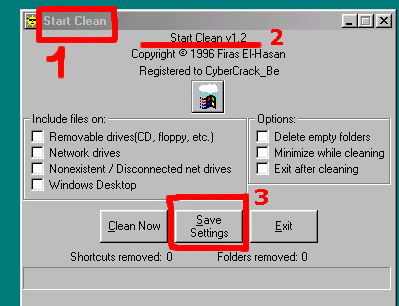 Start Clean
1
Start Clean v1.2
2
Copyright © 1996 Firas El-Hasan
Registered to CyberCrack_Be
Include files on:
Removable drives(CD, floppy, etc.)
Network drives
Nonexistent / Disconnected net drives
Windows Desktop
Options:
Delete empty folders
Minimize while cleaning
Exit after cleaning
3
Clean Now
Save
Settings
Exit
Shortcuts removed: 0
Folders removed: 0